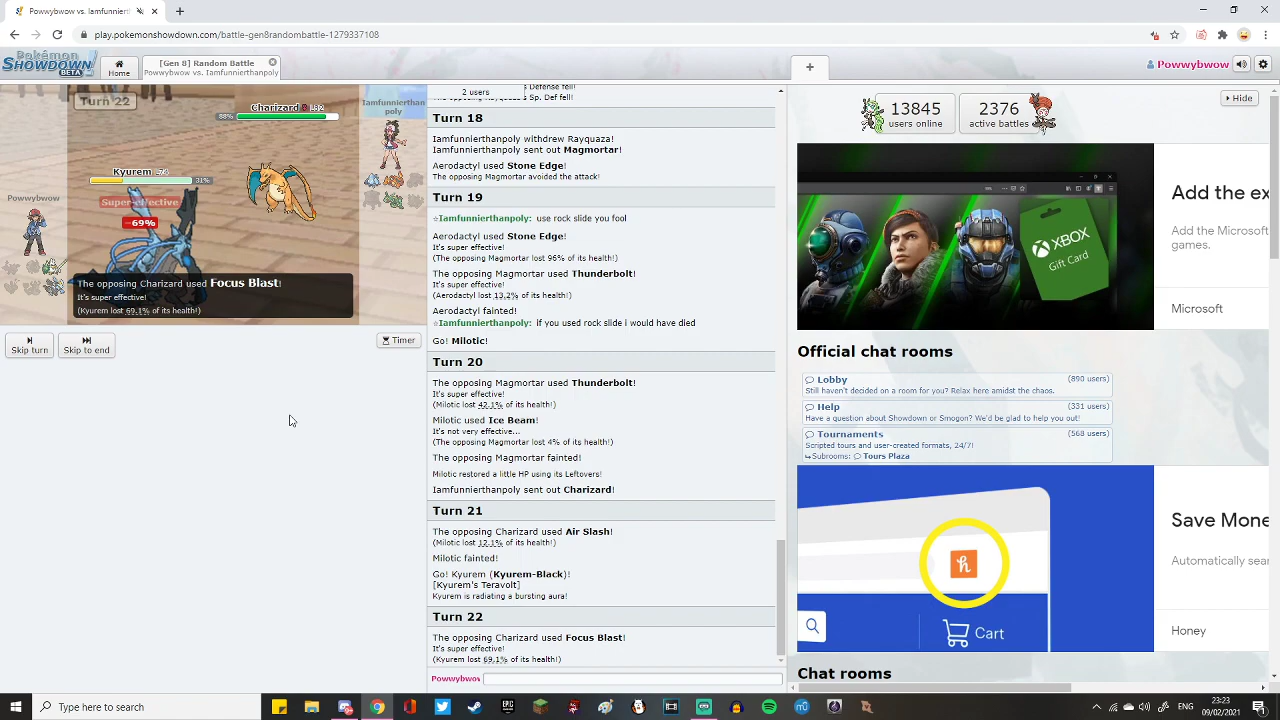 Powwybwow vs. Iamfunnierthan
play.pokemonshowdown.com/battle-gen8randombattle-1279337108
Pokémon
SHOWDOWN!
BETA
Home
[Gen 8] Random Battle
Powwybwow vs. Iamfunnierthanpoly
+
Powwybwow
Turn 22
Charizard
88%
Iamfunnierthan
poly
Kyurem
31%
Super-effective
−69%
Powwybwow
The opposing Charizard used Focus Blast!
It's super effective!
(Kyurem lost 69.1% of its health!)
Skip turn
Skip to end
Timer
2 users
Defense fell!
Sp. Def fell!
Turn 18
Iamfunnierthanpoly withdrew Rayquaza!
Iamfunnierthanpoly sent out Magmortar!
Aerodactyl used Stone Edge!
The opposing Magmortar avoided the attack!
Turn 19
☆Iamfunnierthanpoly: use rock slide you fool
Aerodactyl used Stone Edge!
It's super effective!
(The opposing Magmortar lost 96% of its health!)
The opposing Magmortar used Thunderbolt!
It's super effective!
(Aerodactyl lost 13.2% of its health!)
Aerodactyl fainted!
☆Iamfunnierthanpoly: if you used rock slide i would have died
Go! Milotic!
Turn 20
The opposing Magmortar used Thunderbolt!
It's super effective!
(Milotic lost 42.1% of its health!)
Milotic used Ice Beam!
It's not very effective...
(The opposing Magmortar lost 4% of its health!)
The opposing Magmortar fainted!
Milotic restored a little HP using its Leftovers!
Iamfunnierthanpoly sent out Charizard!
Turn 21
The opposing Charizard used Air Slash!
(Milotic lost 12.1% of its health!)
Milotic fainted!
Go! Kyurem (Kyurem-Black)!
[Kyurem's Teravolt]
Kyurem is radiating a bursting aura!
Turn 22
The opposing Charizard used Focus Blast!
It's super effective!
(Kyurem lost 69.1% of its health!)
Powwybwow
13845
users online
2376
active battles
Hide
XBOX
Gift Card
Add the ex
Add the Microsoft
games.
Microsoft
Official chat rooms
Lobby (890 users)
Still haven't decided on a room for you? Relax here amidst the chaos.
Help (331 users)
Have a question about Showdown or Smogon? We'd be glad to help you out!
Tournaments (568 users)
Scripted tours and user-created formats, 24/7!
Subrooms: Tours Plaza
h
Cart
Save Mone
Automatically sear
Honey
Chat rooms
Type here to search
EPIC
GAMES
23:23
09/02/2021